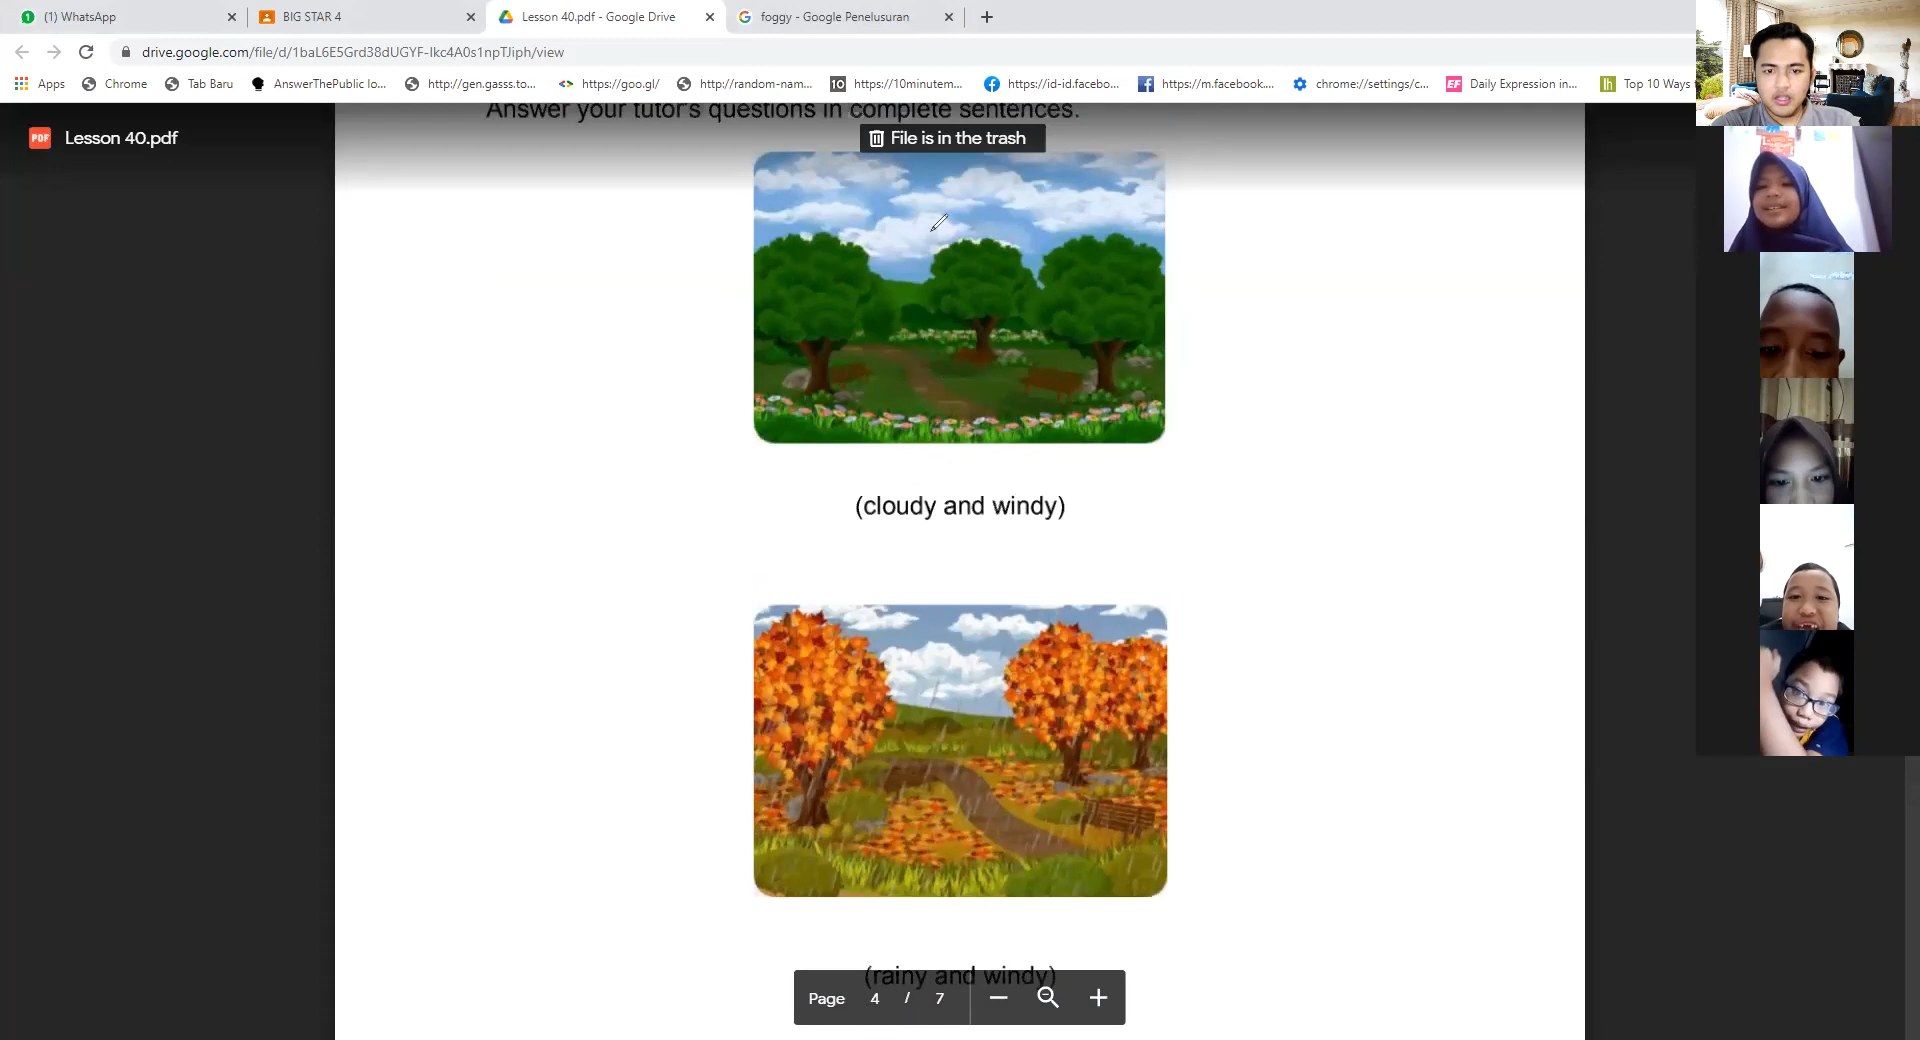 (1) WhatsApp
BIG STAR 4
Lesson 40.pdf - Google Drive
foggy - Google Penelusuran
drive.google.com/file/d/1baL6E5Grd38dUGYF-Ikc4A0s1npTJiph/view
Apps
Chrome
Tab Baru
AnswerThePublic lo...
http://gen.gasss.to...
https://goo.gl/
http://random-nam...
10
https://10minutem...
https://id-id.facebo...
https://m.facebook....
chrome://settings/c...
EF
Daily Expression in...
lh
Top 10 Ways
Answer your tutor's questions in complete sentences.
PDF
Lesson 40.pdf
File is in the trash
(cloudy and windy)
(rainy and windy)
Page 4 / 7